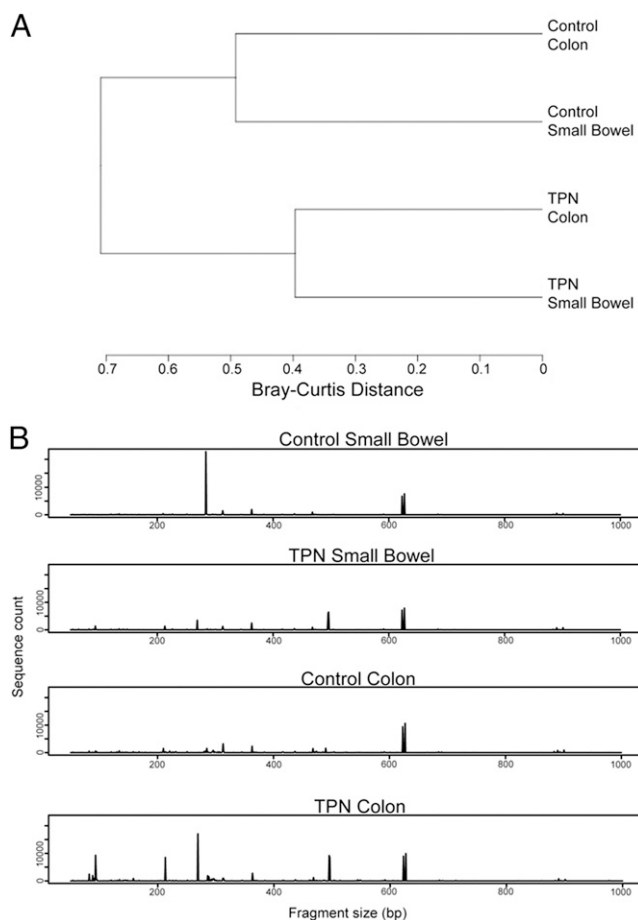 A
Control
Colon
Control
Small Bowel
TPN
Colon
TPN
Small Bowel
0.7 0.6 0.5 0.4 0.3 0.2 0.1 0
Bray-Curtis Distance
B
Control Small Bowel
0 10000
200 400 600 800 1000
TPN Small Bowel
0 10000
200 400 600 800 1000
Sequence count
Control Colon
0 10000
200 400 600 800 1000
TPN Colon
0 10000
200 400 600 800 1000
Fragment size (bp)